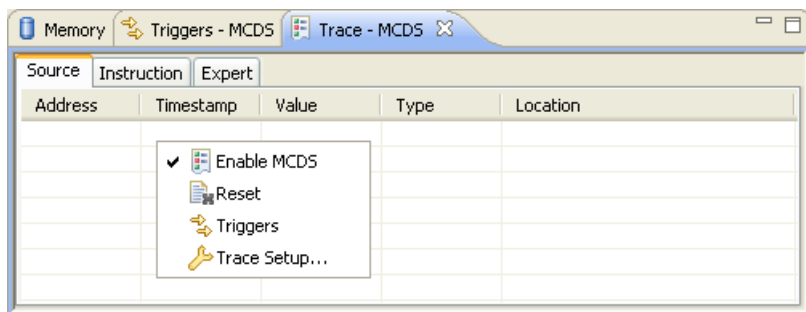 Memory Triggers - MCDS Trace - MCDS
Source Instruction Expert
Address Timestamp Value Type Location
Enable MCDS
Reset
Triggers
Trace Setup...